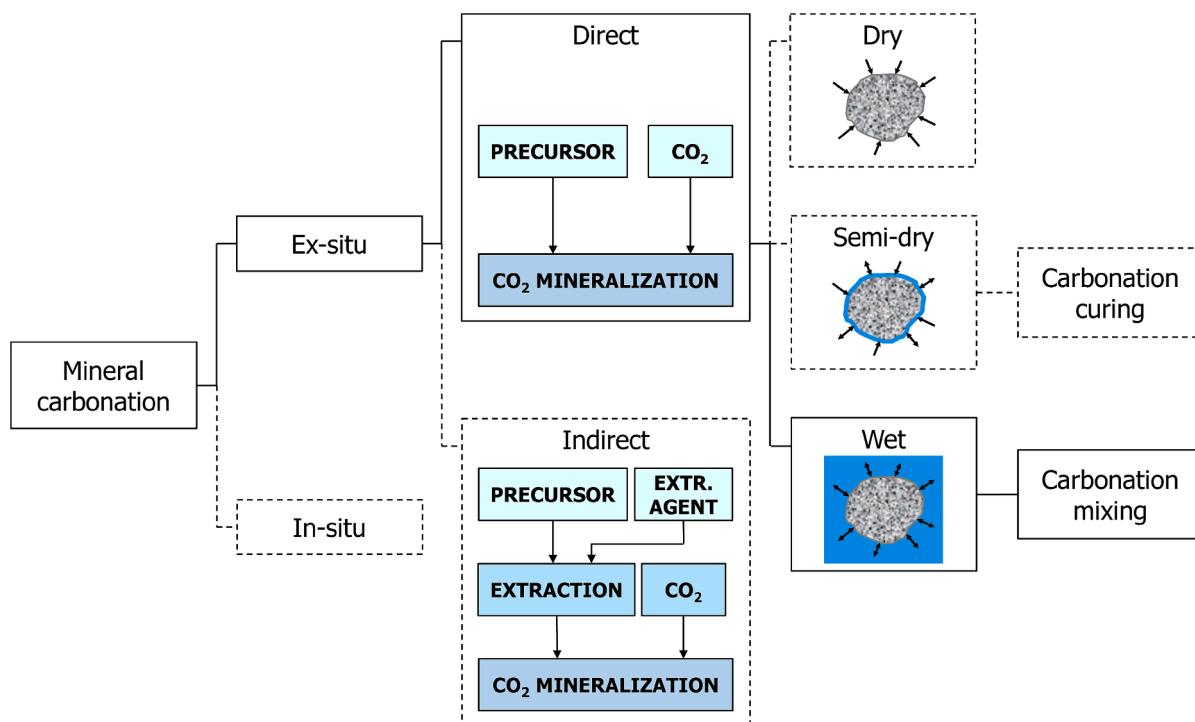 Mineral
carbonation
Ex-situ
In-situ
Direct
PRECURSOR
CO₂
CO₂ MINERALIZATION
Indirect
PRECURSOR
EXTR.
AGENT
EXTRACTION
CO₂
CO₂ MINERALIZATION
Dry
Semi-dry
Wet
Carbonation
curing
Carbonation
mixing